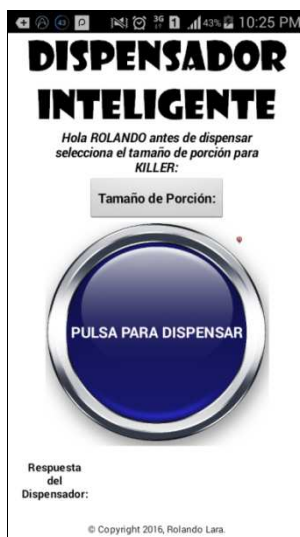 43% 10:25 PM
DISPENSADOR
INTELIGENTE
Hola ROLANDO antes de dispensar
selecciona el tamaño de porción para
KILLER:
Tamaño de Porción:
PULSA PARA DISPENSAR
Respuesta
del
Dispensador:
© Copyright 2016, Rolando Lara.